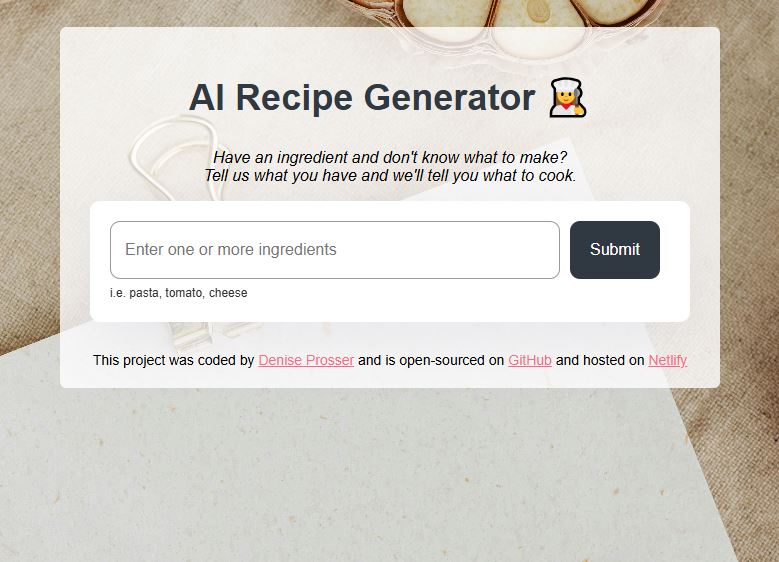 AI Recipe Generator 👩‍🍳
Have an ingredient and don't know what to make?
Tell us what you have and we'll tell you what to cook.
Enter one or more ingredients
Submit
i.e. pasta, tomato, cheese
This project was coded by Denise Prosser and is open-sourced on GitHub and hosted on Netlify